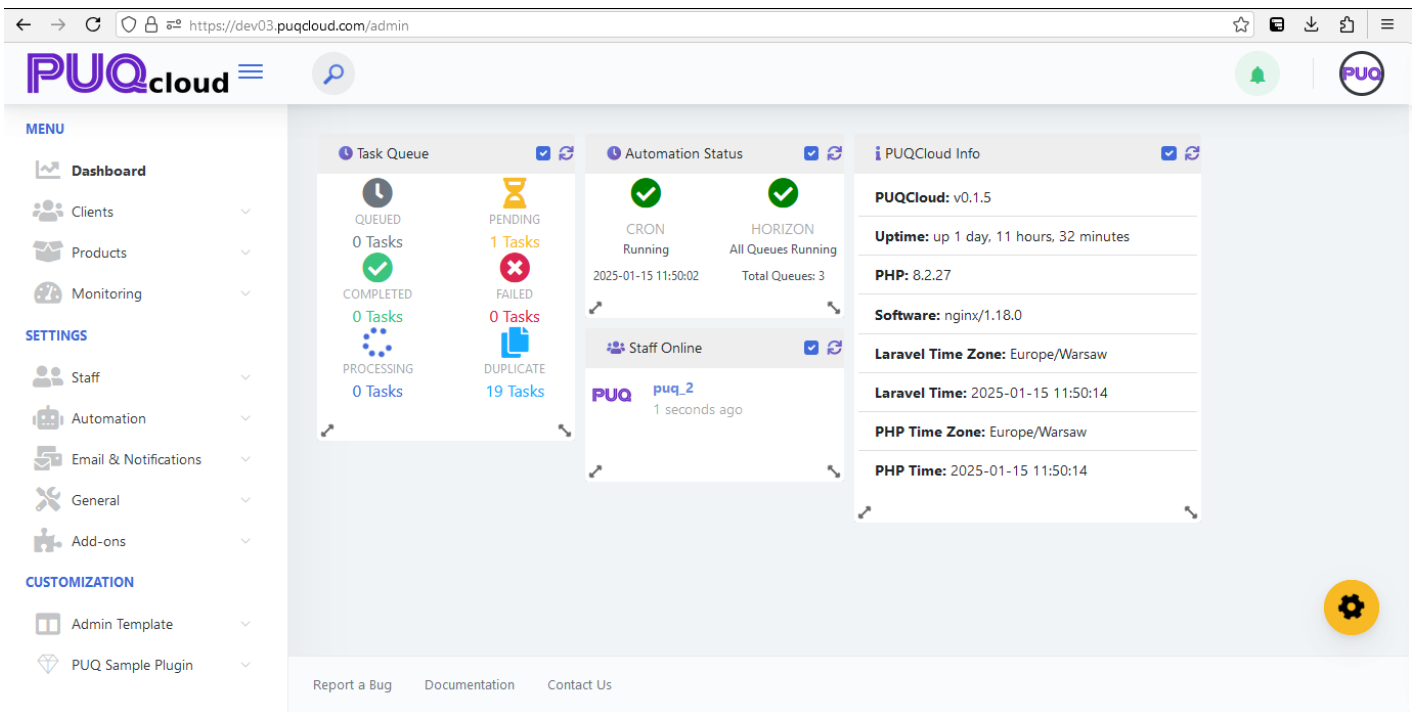 https://dev03.puqcloud.com/admin
PUQcloud
PUQ
MENU
Dashboard
Clients
Products
Monitoring
SETTINGS
Staff
Automation
Email & Notifications
General
Add-ons
CUSTOMIZATION
Admin Template
PUQ Sample Plugin
Task Queue
QUEUED
0 Tasks
PENDING
1 Tasks
COMPLETED
0 Tasks
FAILED
0 Tasks
PROCESSING
0 Tasks
DUPLICATE
19 Tasks
Automation Status
CRON
Running
2025-01-15 11:50:02
HORIZON
All Queues Running
Total Queues: 3
Staff Online
PUQ
puq_2
1 seconds ago
PUQCloud Info
PUQCloud: v0.1.5
Uptime: up 1 day, 11 hours, 32 minutes
PHP: 8.2.27
Software: nginx/1.18.0
Laravel Time Zone: Europe/Warsaw
Laravel Time: 2025-01-15 11:50:14
PHP Time Zone: Europe/Warsaw
PHP Time: 2025-01-15 11:50:14
Report a Bug
Documentation
Contact Us